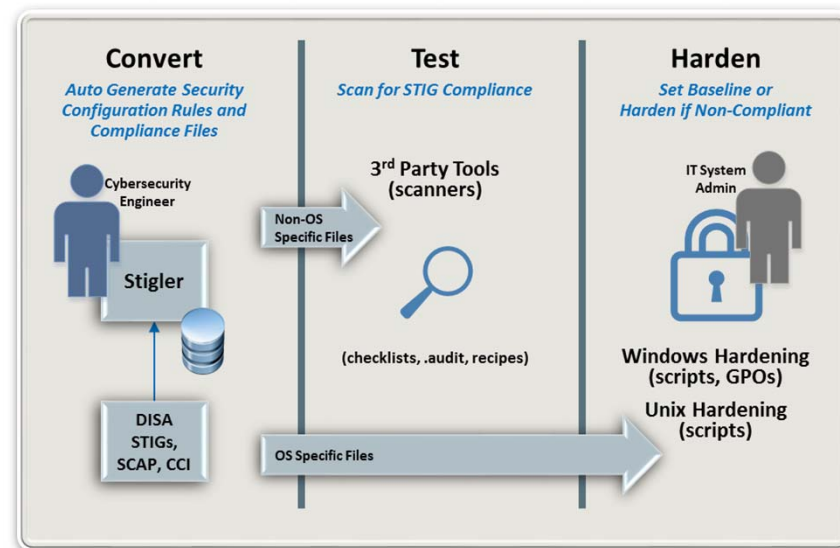 Convert
Auto Generate Security
Configuration Rules and
Compliance Files
Cybersecurity
Engineer
Stigler
DISA
STIGs,
SCAP, CCI
Test
Scan for STIG Compliance
3rd Party Tools
(scanners)
Non-OS
Specific Files
(checklists, .audit, recipes)
OS Specific Files
Harden
Set Baseline or
Harden if Non-Compliant
IT System
Admin
Windows Hardening
(scripts, GPOs)
Unix Hardening
(scripts)